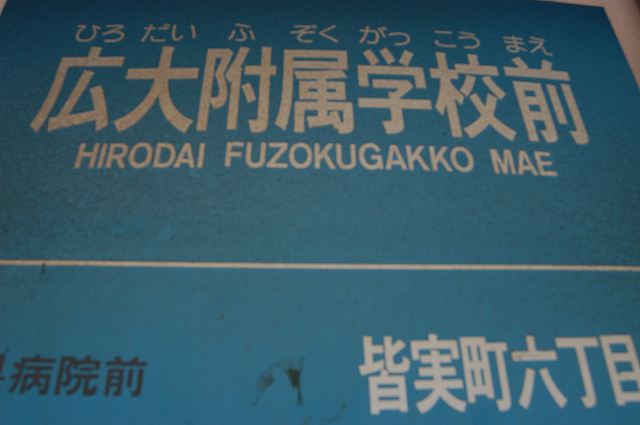 ひろ だい ふ ぞく がっ こう まえ
広大附属学校前
HIRODAI FUZOKUGAKKO MAE
病院前 皆実町六丁目